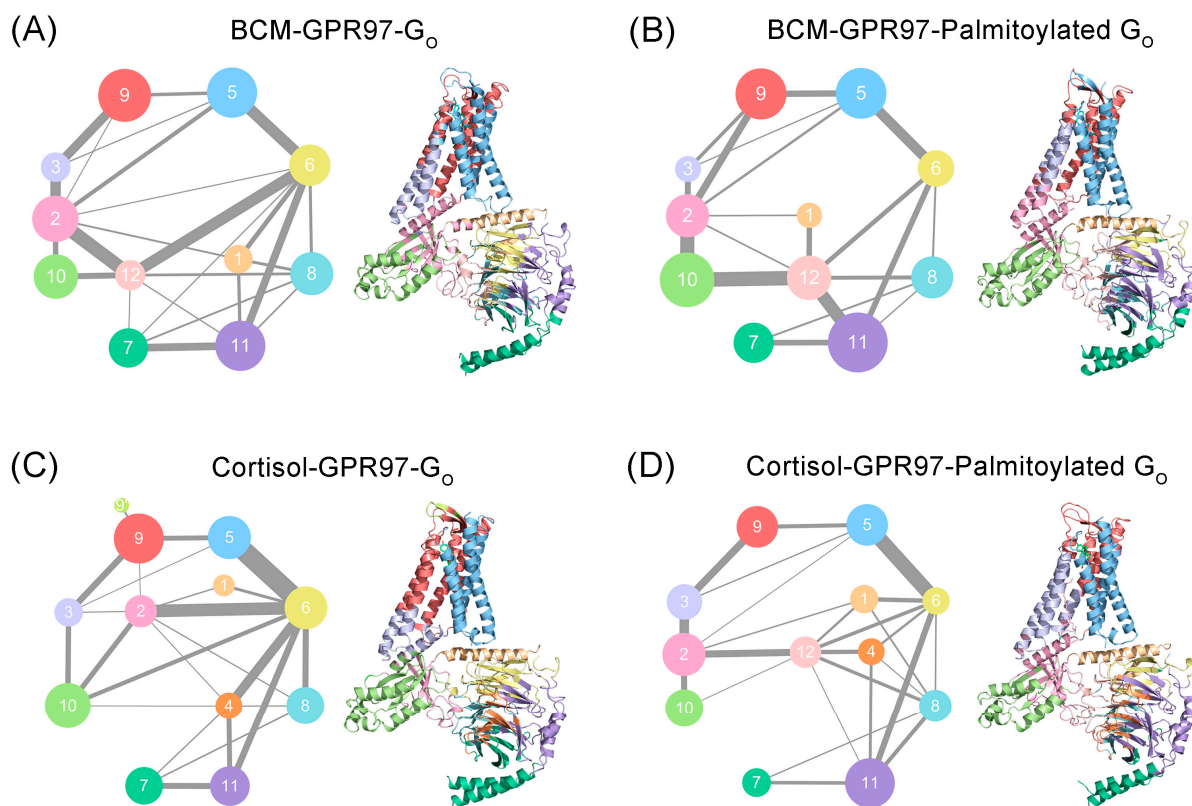 (A) BCM-GPR97-Go
(B) BCM-GPR97-Palmitoylated Go
9 5
3 6
2
1
10 12 8
7 11
9 5
3 6
2 1
10 12 8
7 11
(C) Cortisol-GPR97-Go
(D) Cortisol-GPR97-Palmitoylated Go
9
9 5
1
3 2 6
10 4 8
7 11
9 5
3 1 6
2 12 4
10 8
7 11